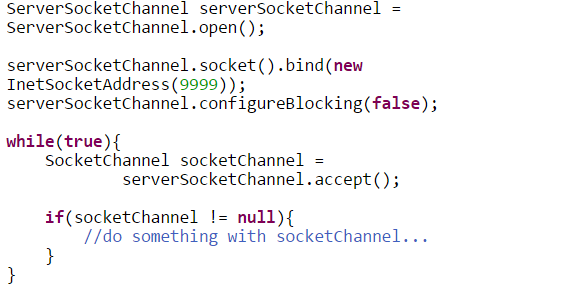 ServerSocketChannel serverSocketChannel =
ServerSocketChannel.open();
serverSocketChannel.socket().bind(new
InetSocketAddress(9999));
serverSocketChannel.configureBlocking(false);
while(true){
    SocketChannel socketChannel =
            serverSocketChannel.accept();
    if(socketChannel != null){
        //do something with socketChannel...
    }
}